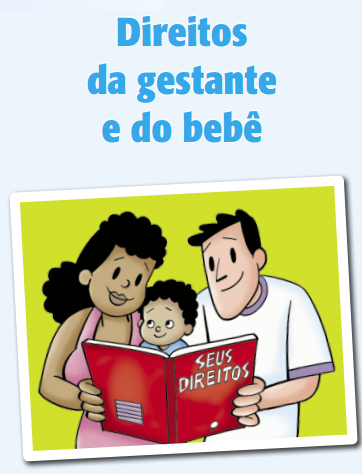 Direitos
da gestante
e do bebê
SEUS
DIREITOS